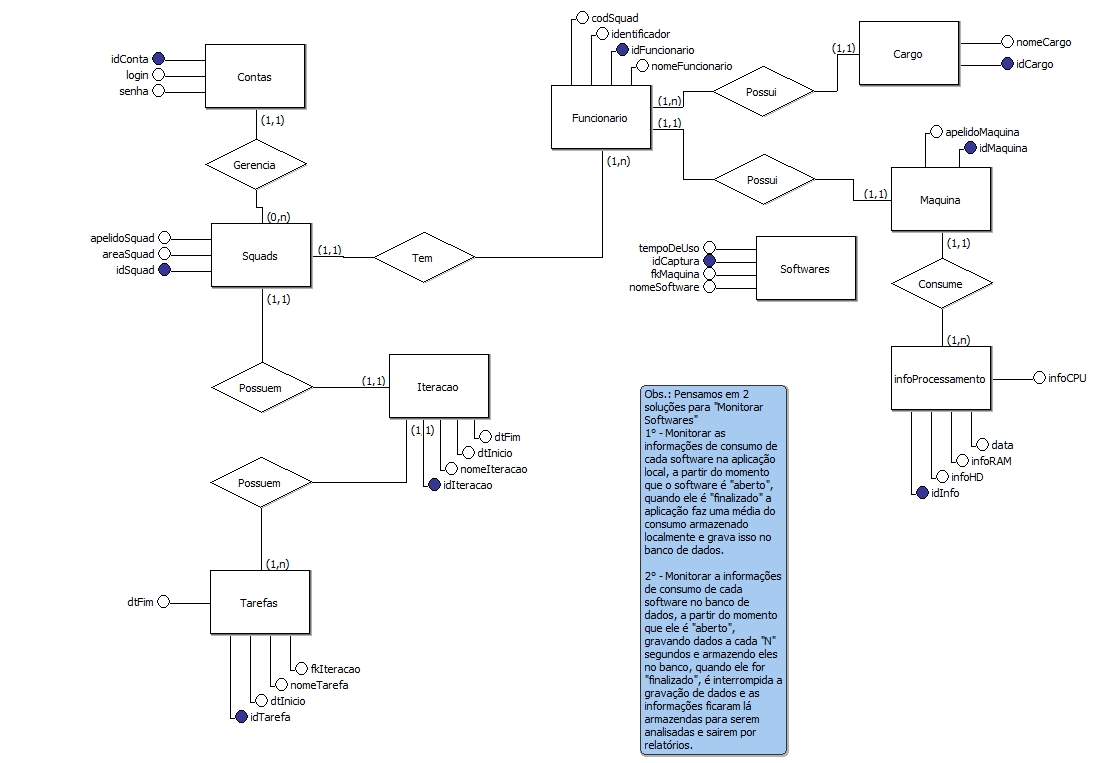 codSquad
identificador
idFuncionario
nomeFuncionario
Funcionario
(1,n)
(1,1)
(1,n)
Possui
(1,1)
Cargo
nomeCargo
idCargo
idConta
login
senha
Contas
(1,1)
Gerencia
(0,n)
apelidoSquad
areaSquad
idSquad
Squads
(1,1)
(1,1)
Tem
Possui
(1,1)
apelidoMaquina
idMaquina
Maquina
(1,1)
Consume
(1,n)
infoProcessamento
infoCPU
data
infoRAM
infoHD
idInfo
tempoDeUso
idCaptura
fkMaquina
nomeSoftware
Softwares
Possuem
(1,1)
Iteracao
(1,1)
dtFim
dtInicio
nomeIteracao
idIteracao
Possuem
(1,n)
dtFim
Tarefas
fkIteracao
nomeTarefa
dtInicio
idTarefa
Obs.: Pensamos em 2
soluções para "Monitorar
Softwares"
1° - Monitorar as
informações de consumo de
cada software na aplicação
local, a partir do momento
que o software é "aberto",
quando ele é "finalizado" a
aplicação faz uma média do
consumo armazenado
localmente e grava isso no
banco de dados.
2° - Monitorar a informações
de consumo de cada
software no banco de
dados, a partir do momento
que ele é "aberto",
gravando dados a cada "N"
segundos e armazendo eles
no banco, quando ele for
"finalizado", é interrompida a
gravação de dados e as
informações ficaram lá
armazendas para serem
analisadas e sairem por
relatórios.